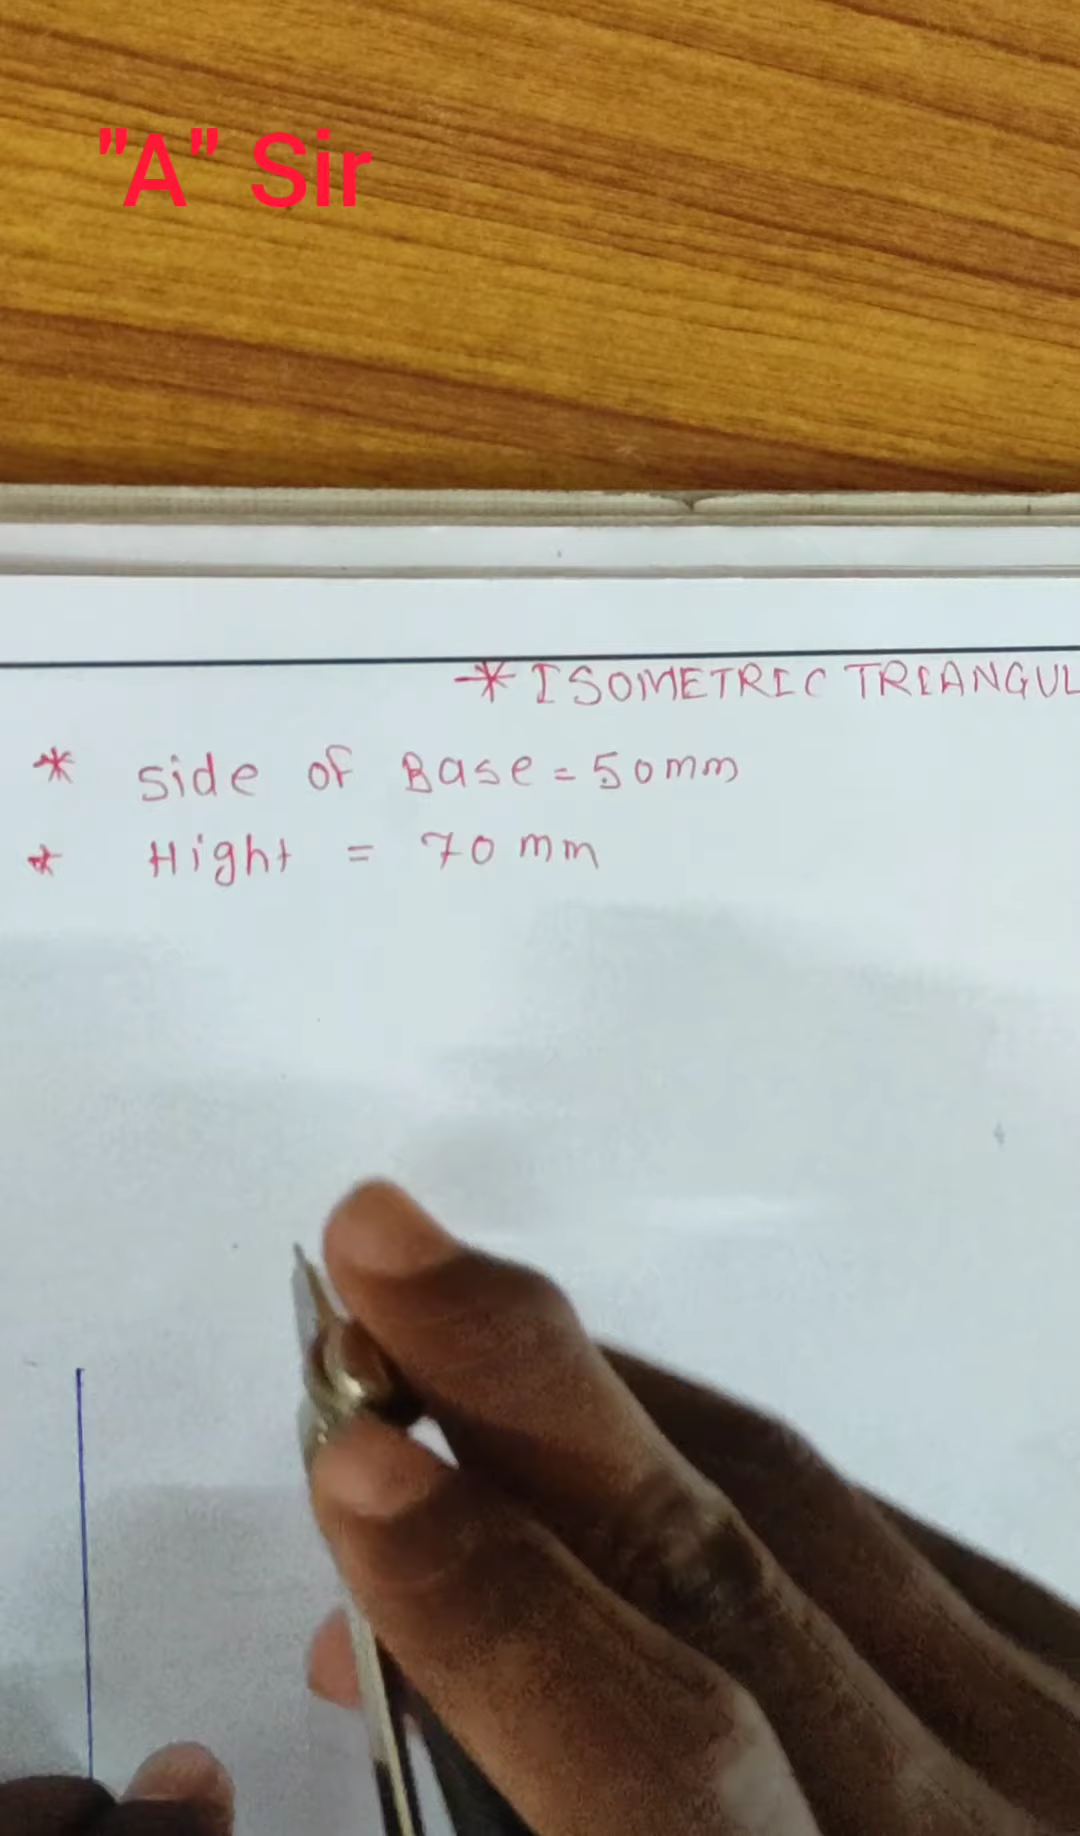 "A" Sir
* ISOMETRIC TRIANGUL
* Side of Base = 50mm
* Hight = 70 mm